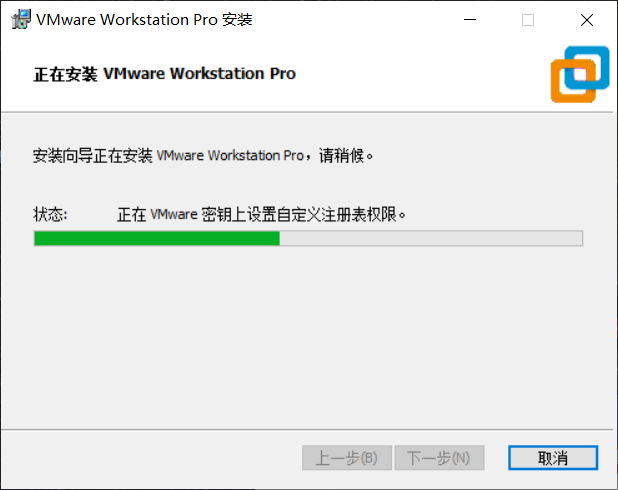 VMware Workstation Pro 安装
正在安装 VMware Workstation Pro
安装向导正在安装 VMware Workstation Pro，请稍候。
状态: 正在 VMware 密钥上设置自定义注册表权限。
上一步(B) 下一步(N) 取消